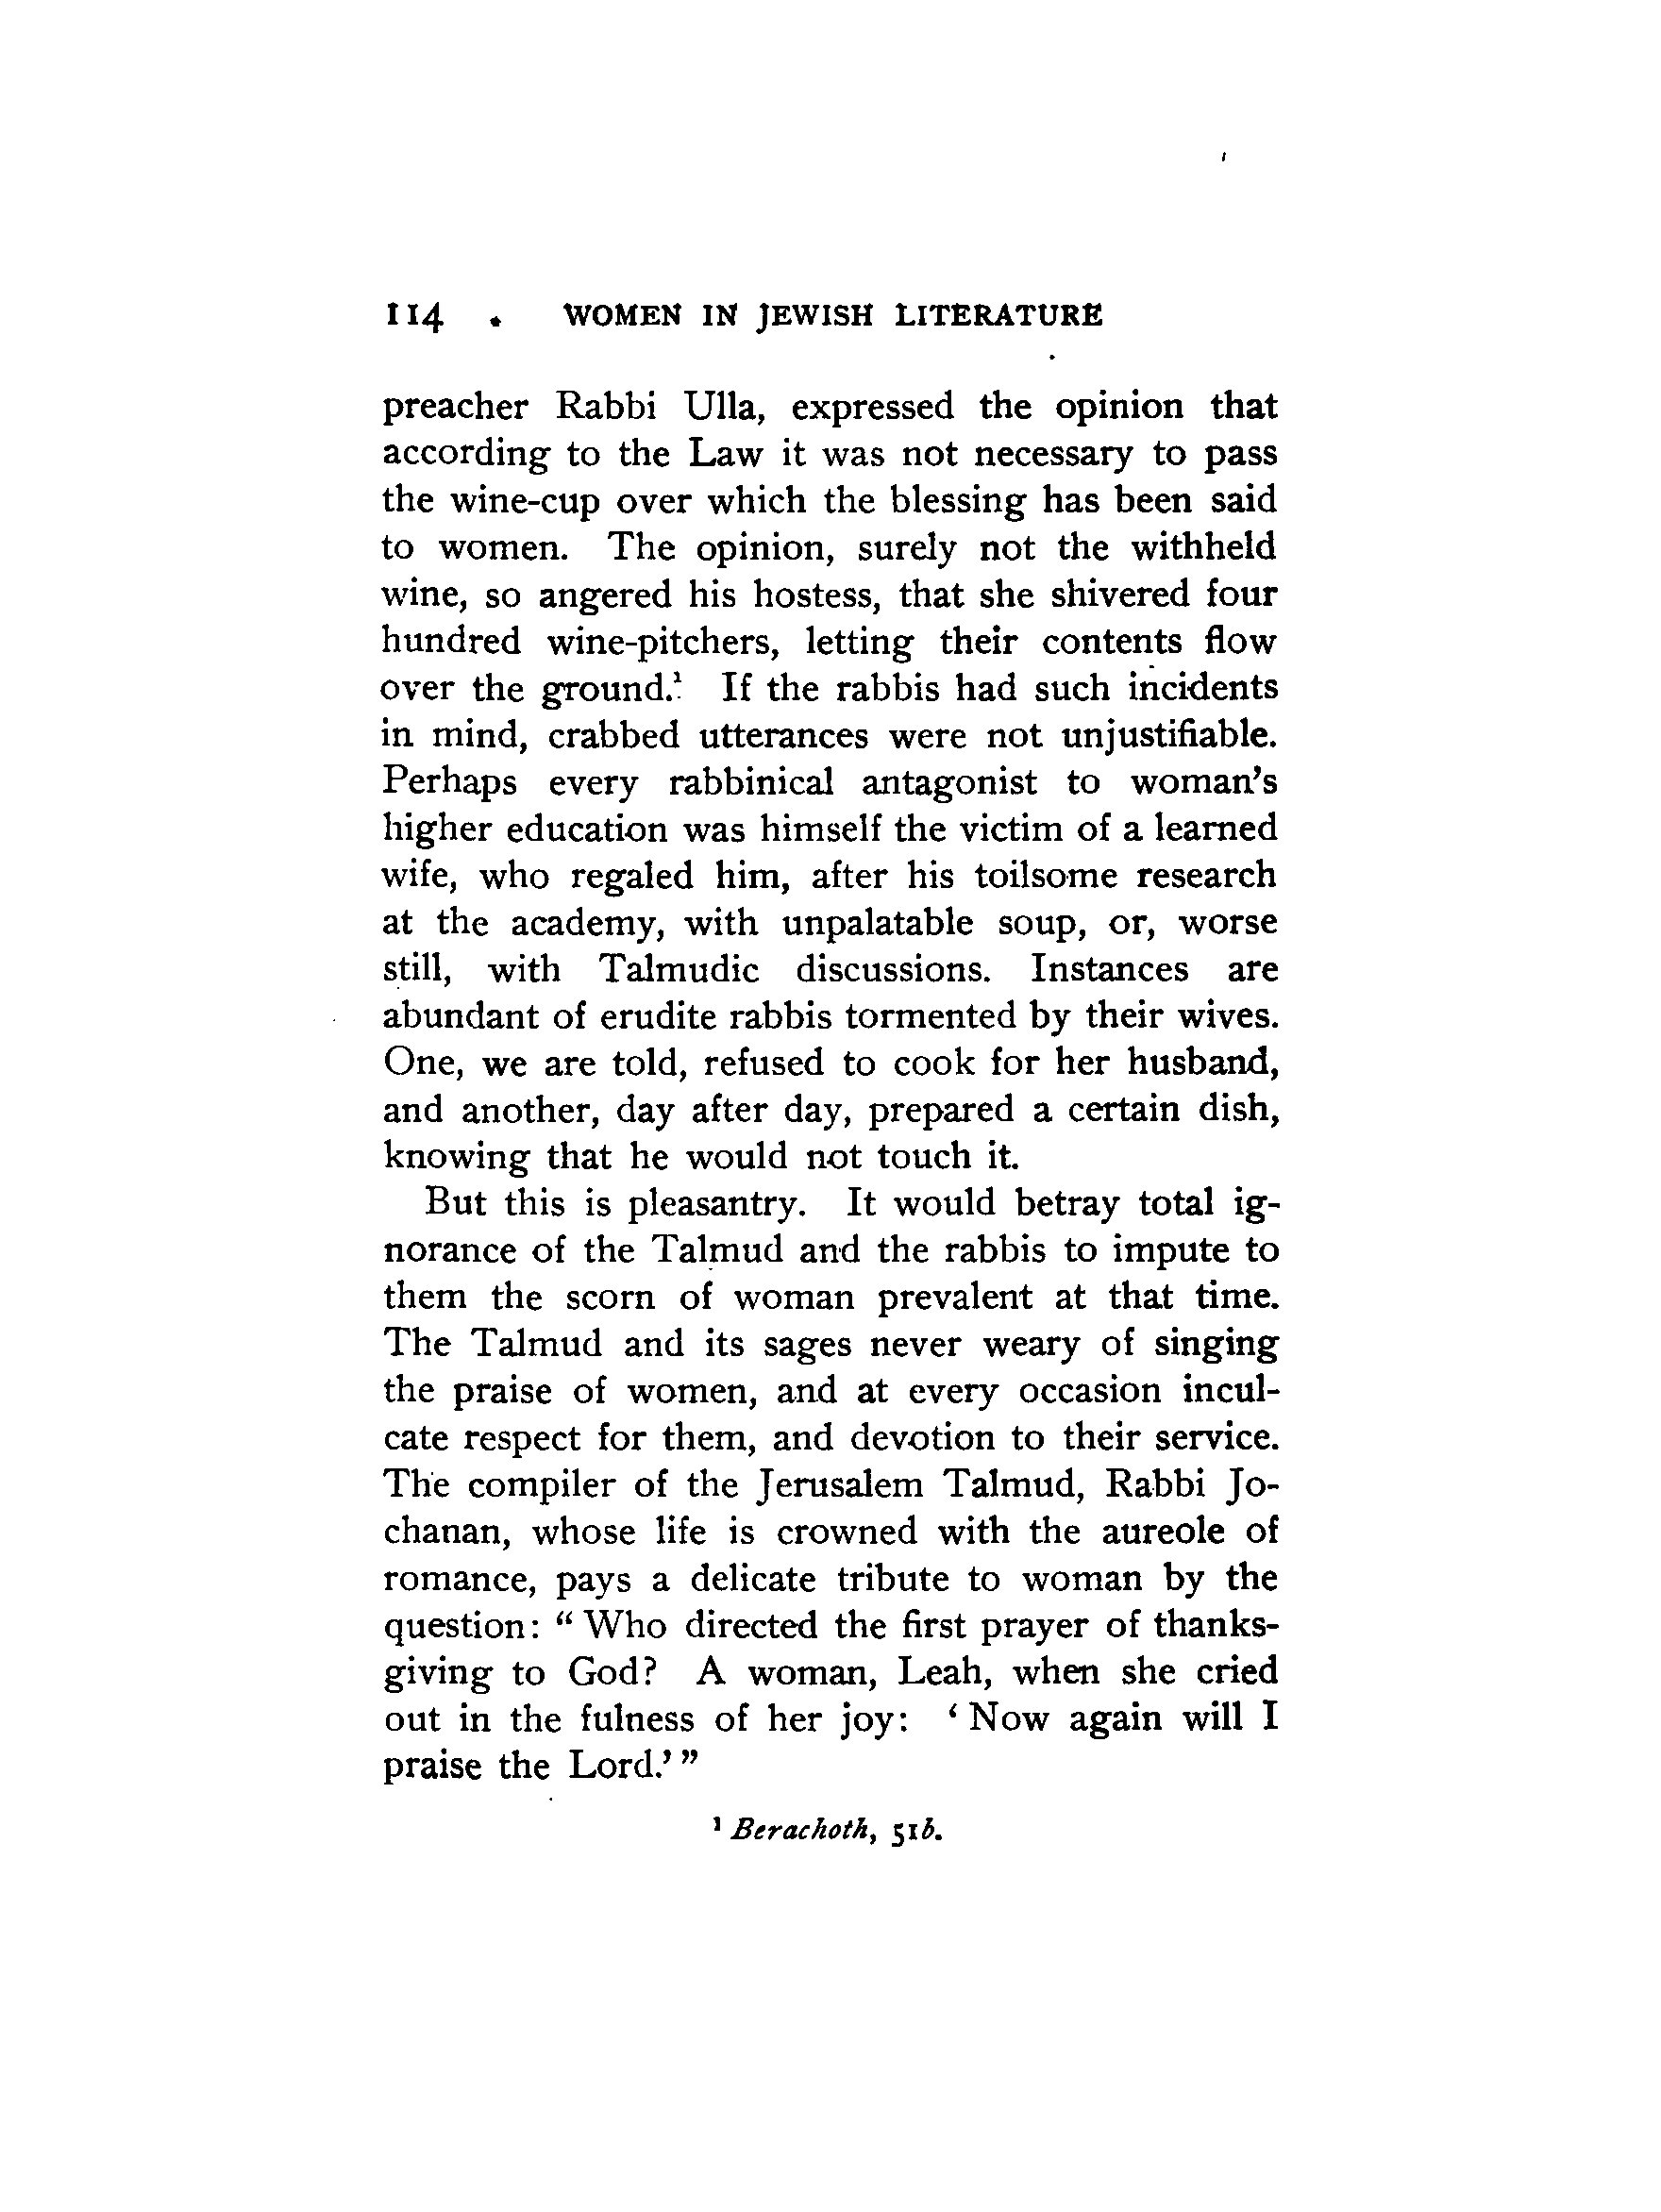 114 . WOMEN IN JEWISH LITERATURE
preacher Rabbi Ulla, expressed the opinion that
according to the Law it was not necessary to pass
the wine-cup over which the blessing has been said
to women. The opinion, surely not the withheld
wine, so angered his hostess, that she shivered four
hundred wine-pitchers, letting their contents flow
over the ground.¹ If the rabbis had such incidents
in mind, crabbed utterances were not unjustifiable.
Perhaps every rabbinical antagonist to woman's
higher education was himself the victim of a learned
wife, who regaled him, after his toilsome research
at the academy, with unpalatable soup, or, worse
still, with Talmudic discussions. Instances are
abundant of erudite rabbis tormented by their wives.
One, we are told, refused to cook for her husband,
and another, day after day, prepared a certain dish,
knowing that he would not touch it.
But this is pleasantry. It would betray total ig-
norance of the Talmud and the rabbis to impute to
them the scorn of woman prevalent at that time.
The Talmud and its sages never weary of singing
the praise of women, and at every occasion incul-
cate respect for them, and devotion to their service.
The compiler of the Jerusalem Talmud, Rabbi Jo-
chanan, whose life is crowned with the aureole of
romance, pays a delicate tribute to woman by the
question: “Who directed the first prayer of thanks-
giving to God? A woman, Leah, when she cried
out in the fulness of her joy: ‘Now again will I
praise the Lord.’”
¹ Berachoth, 51b.